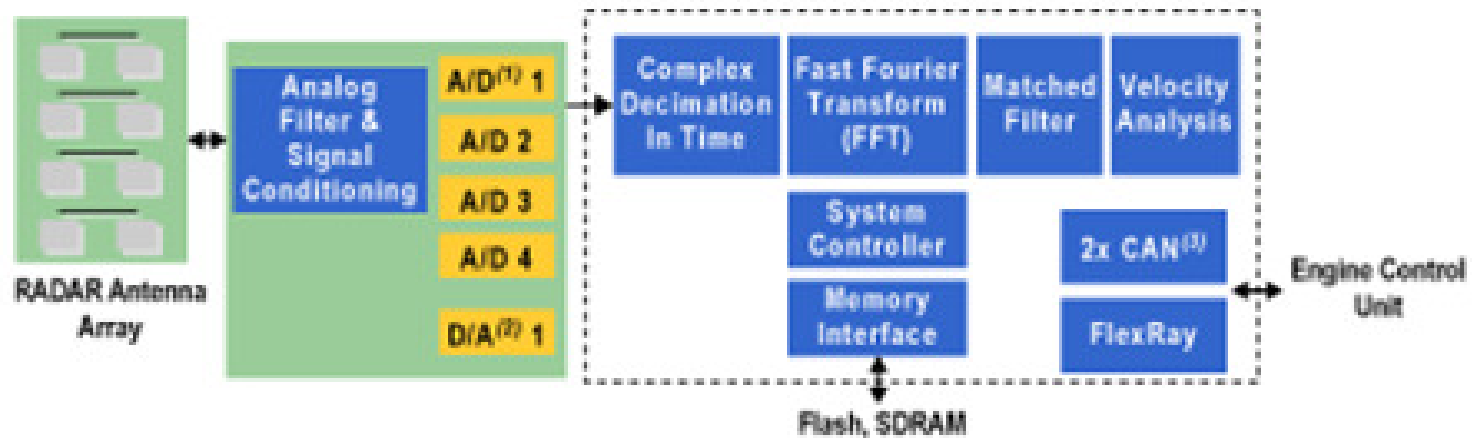 RADAR Antenna
Array
Analog
Filter &
Signal
Conditioning
A/D(1) 1
A/D 2
A/D 3
A/D 4
D/A(2) 1
Complex
Decimation
In Time
Fast Fourier
Transform
(FFT)
Matched
Filter
Velocity
Analysis
System
Controller
Memory
Interface
Flash, SDRAM
2x CAN(3)
FlexRay
Engine Control
Unit